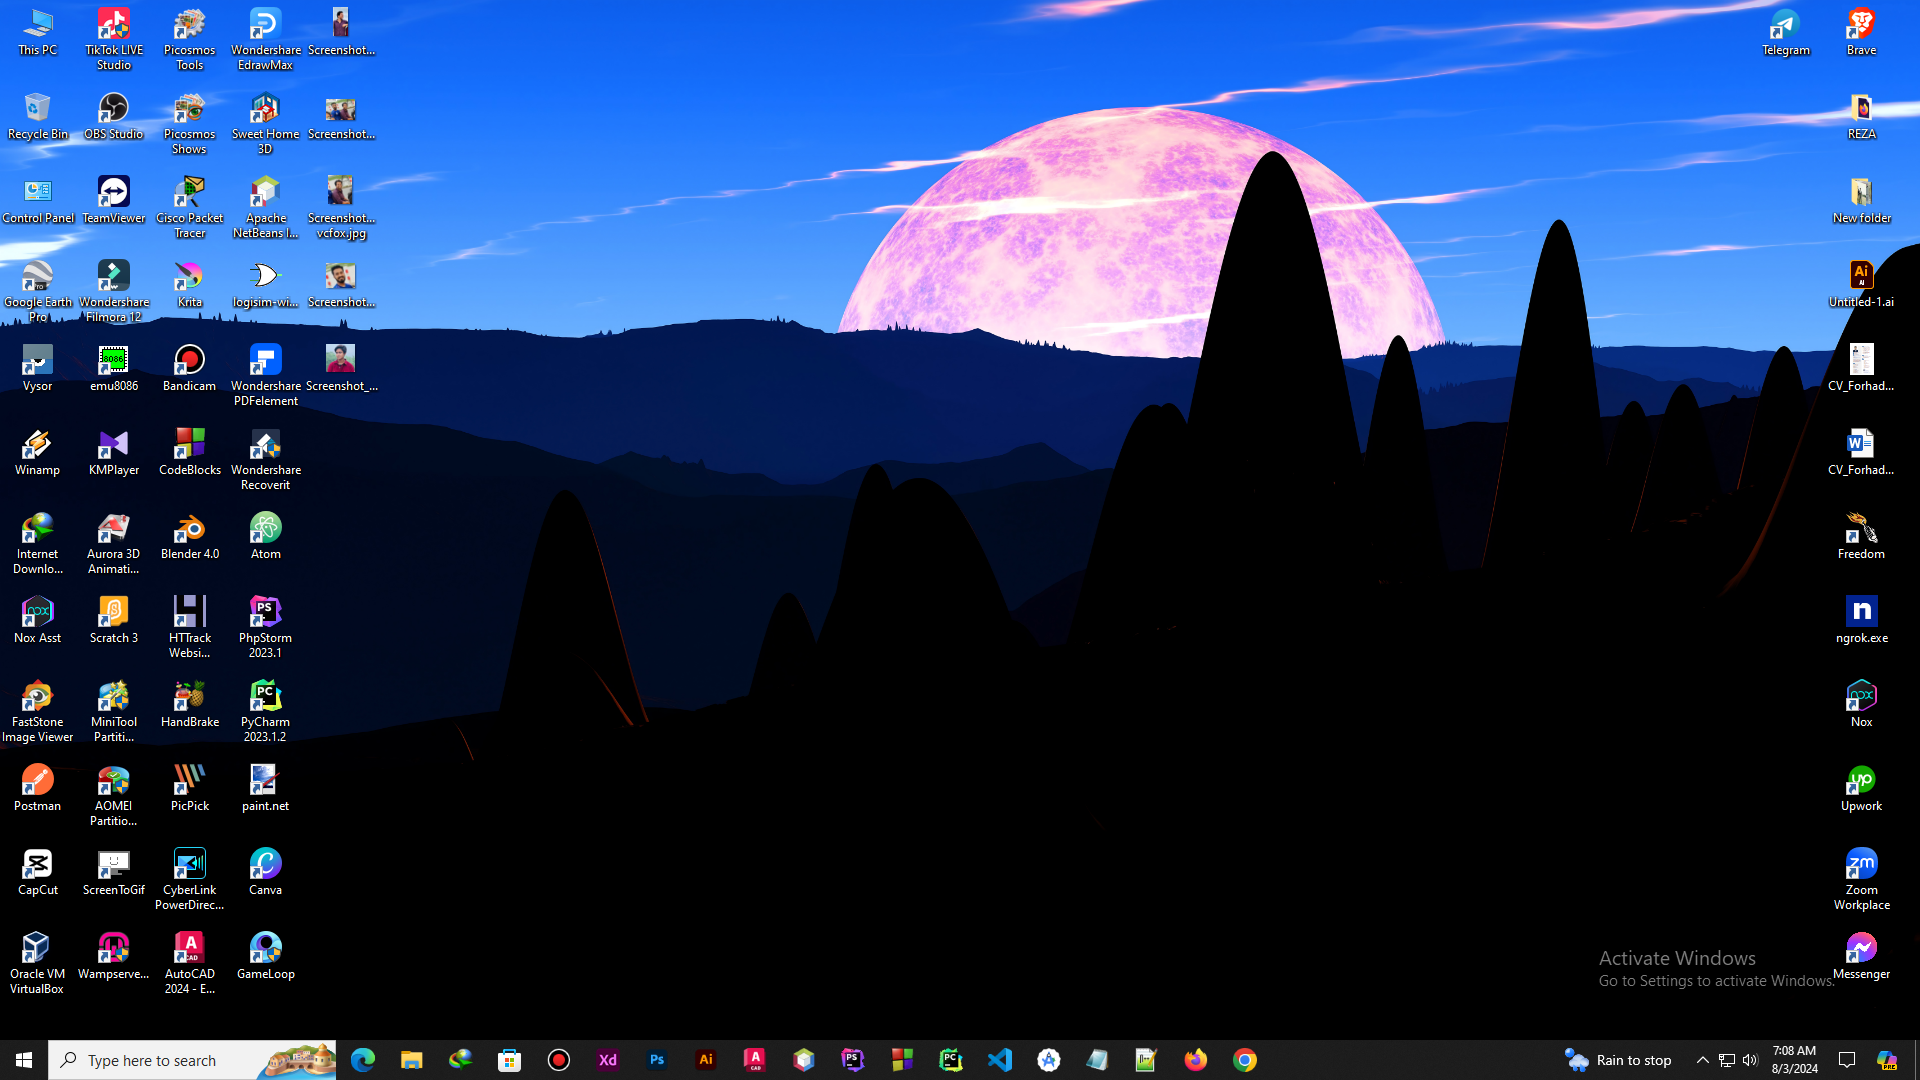 This PC
TikTok LIVE
Studio
Picosmos
Tools
Wondershare
EdrawMax
Screenshot...
Telegram
Brave
Recycle Bin
OBS Studio
Picosmos
Shows
Sweet Home
3D
Screenshot...
REZA
Control Panel
TeamViewer
Cisco Packet
Tracer
Apache
NetBeans I...
Screenshot...
vcfox.jpg
New folder
Google Earth
Pro
Wondershare
Filmora 12
Krita
logisim-wi...
Screenshot...
Untitled-1.ai
Vysor
emu8086
Bandicam
Wondershare
PDFelement
Screenshot_...
CV_Forhad...
Winamp
KMPlayer
CodeBlocks
Wondershare
Recoverit
CV_Forhad...
Internet
Downlo...
Aurora 3D
Animati...
Blender 4.0
Atom
Freedom
Nox Asst
Scratch 3
HTTrack
Websi...
PhpStorm
2023.1
ngrok.exe
FastStone
Image Viewer
MiniTool
Partiti...
HandBrake
PyCharm
2023.1.2
Nox
Postman
AOMEI
Partitio...
PicPick
paint.net
Upwork
CapCut
ScreenToGif
CyberLink
PowerDirec...
Canva
Zoom
Workplace
Oracle VM
VirtualBox
Wampserve...
AutoCAD
2024 - E...
GameLoop
Messenger
Activate Windows
Go to Settings to activate Windows.
Type here to search
Rain to stop
7:08 AM
8/3/2024